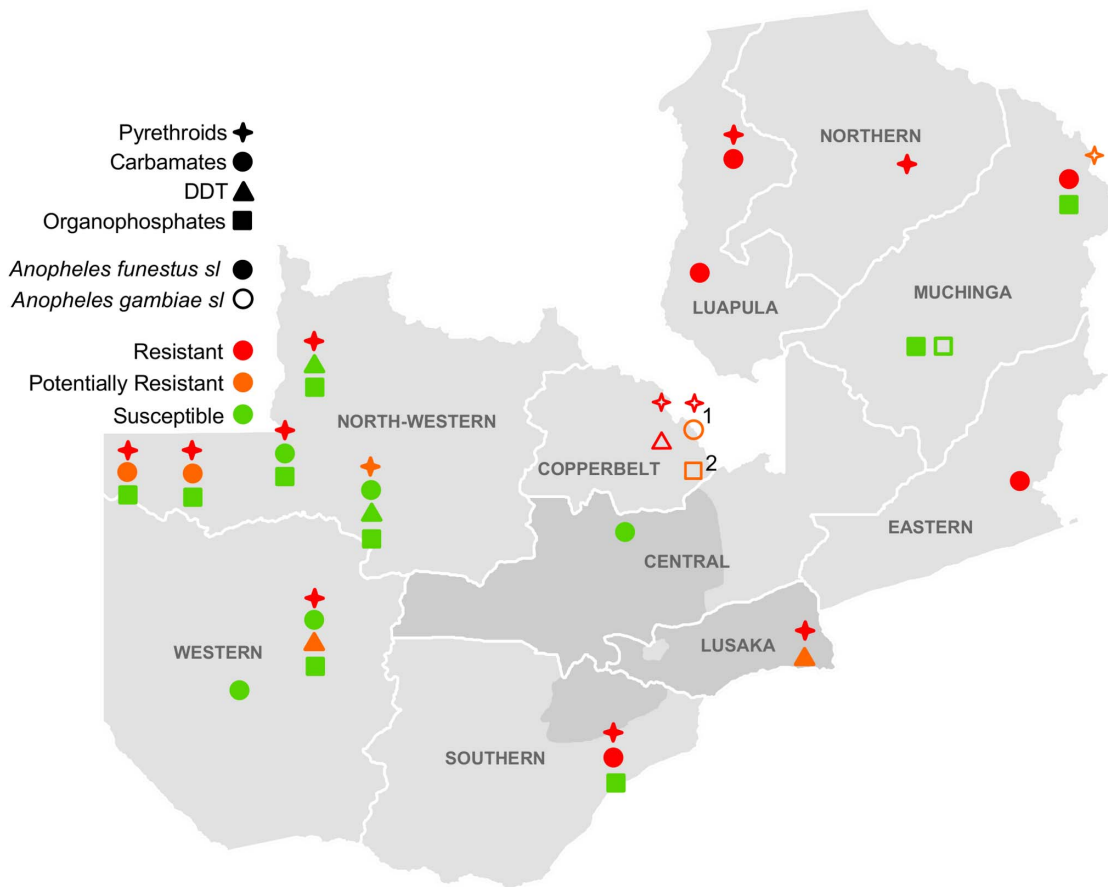 Pyrethroids
Carbamates
DDT
Organophosphates
Anopheles funestus sl
Anopheles gambiae sl
Resistant
Potentially Resistant
Susceptible
NORTHERN
LUAPULA
MUCHINGA
NORTH-WESTERN
1
COPPERBELT
2
EASTERN
CENTRAL
WESTERN
LUSAKA
SOUTHERN